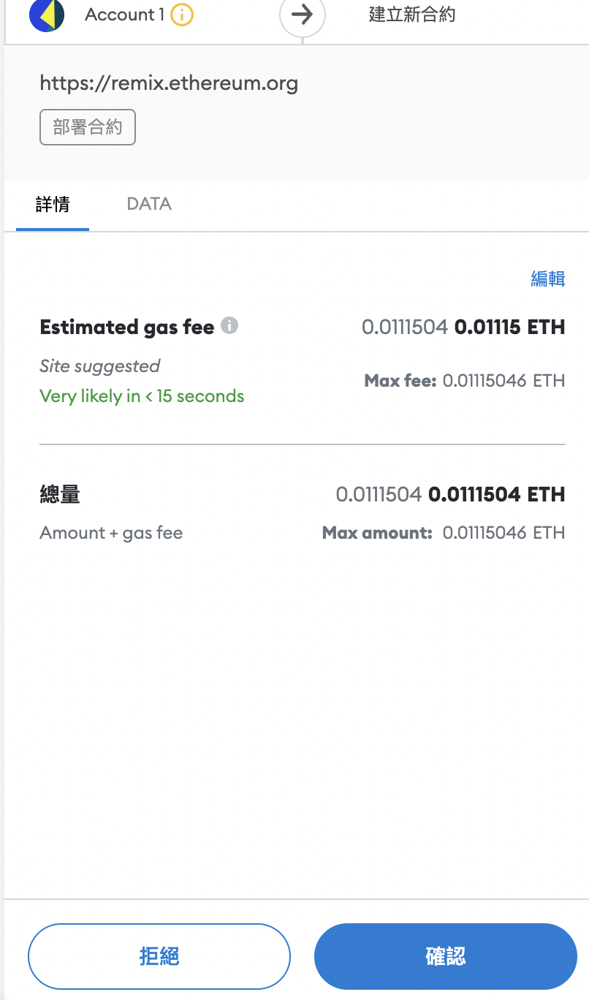 Account 1
建立新合約
https://remix.ethereum.org
部署合約
詳情 DATA
編輯
Estimated gas fee 0.0111504 0.01115 ETH
Site suggested
Max fee: 0.01115046 ETH
Very likely in < 15 seconds
總量 0.0111504 0.0111504 ETH
Amount + gas fee Max amount: 0.01115046 ETH
拒絕 確認